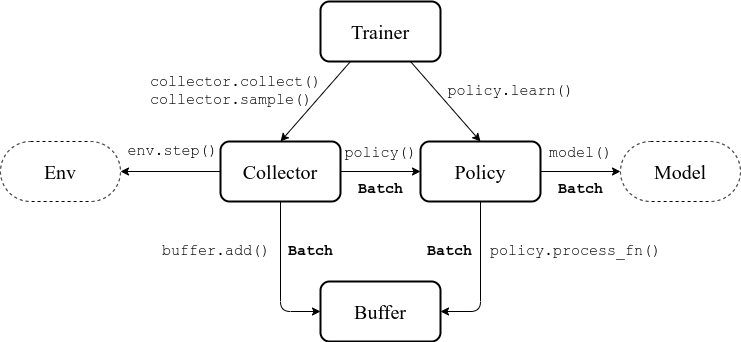 Trainer
collector.collect()
collector.sample()
policy.learn()
env.step()
policy()
model()
Env
Collector
Policy
Model
Batch
Batch
buffer.add()
Batch
Batch
policy.process_fn()
Buffer